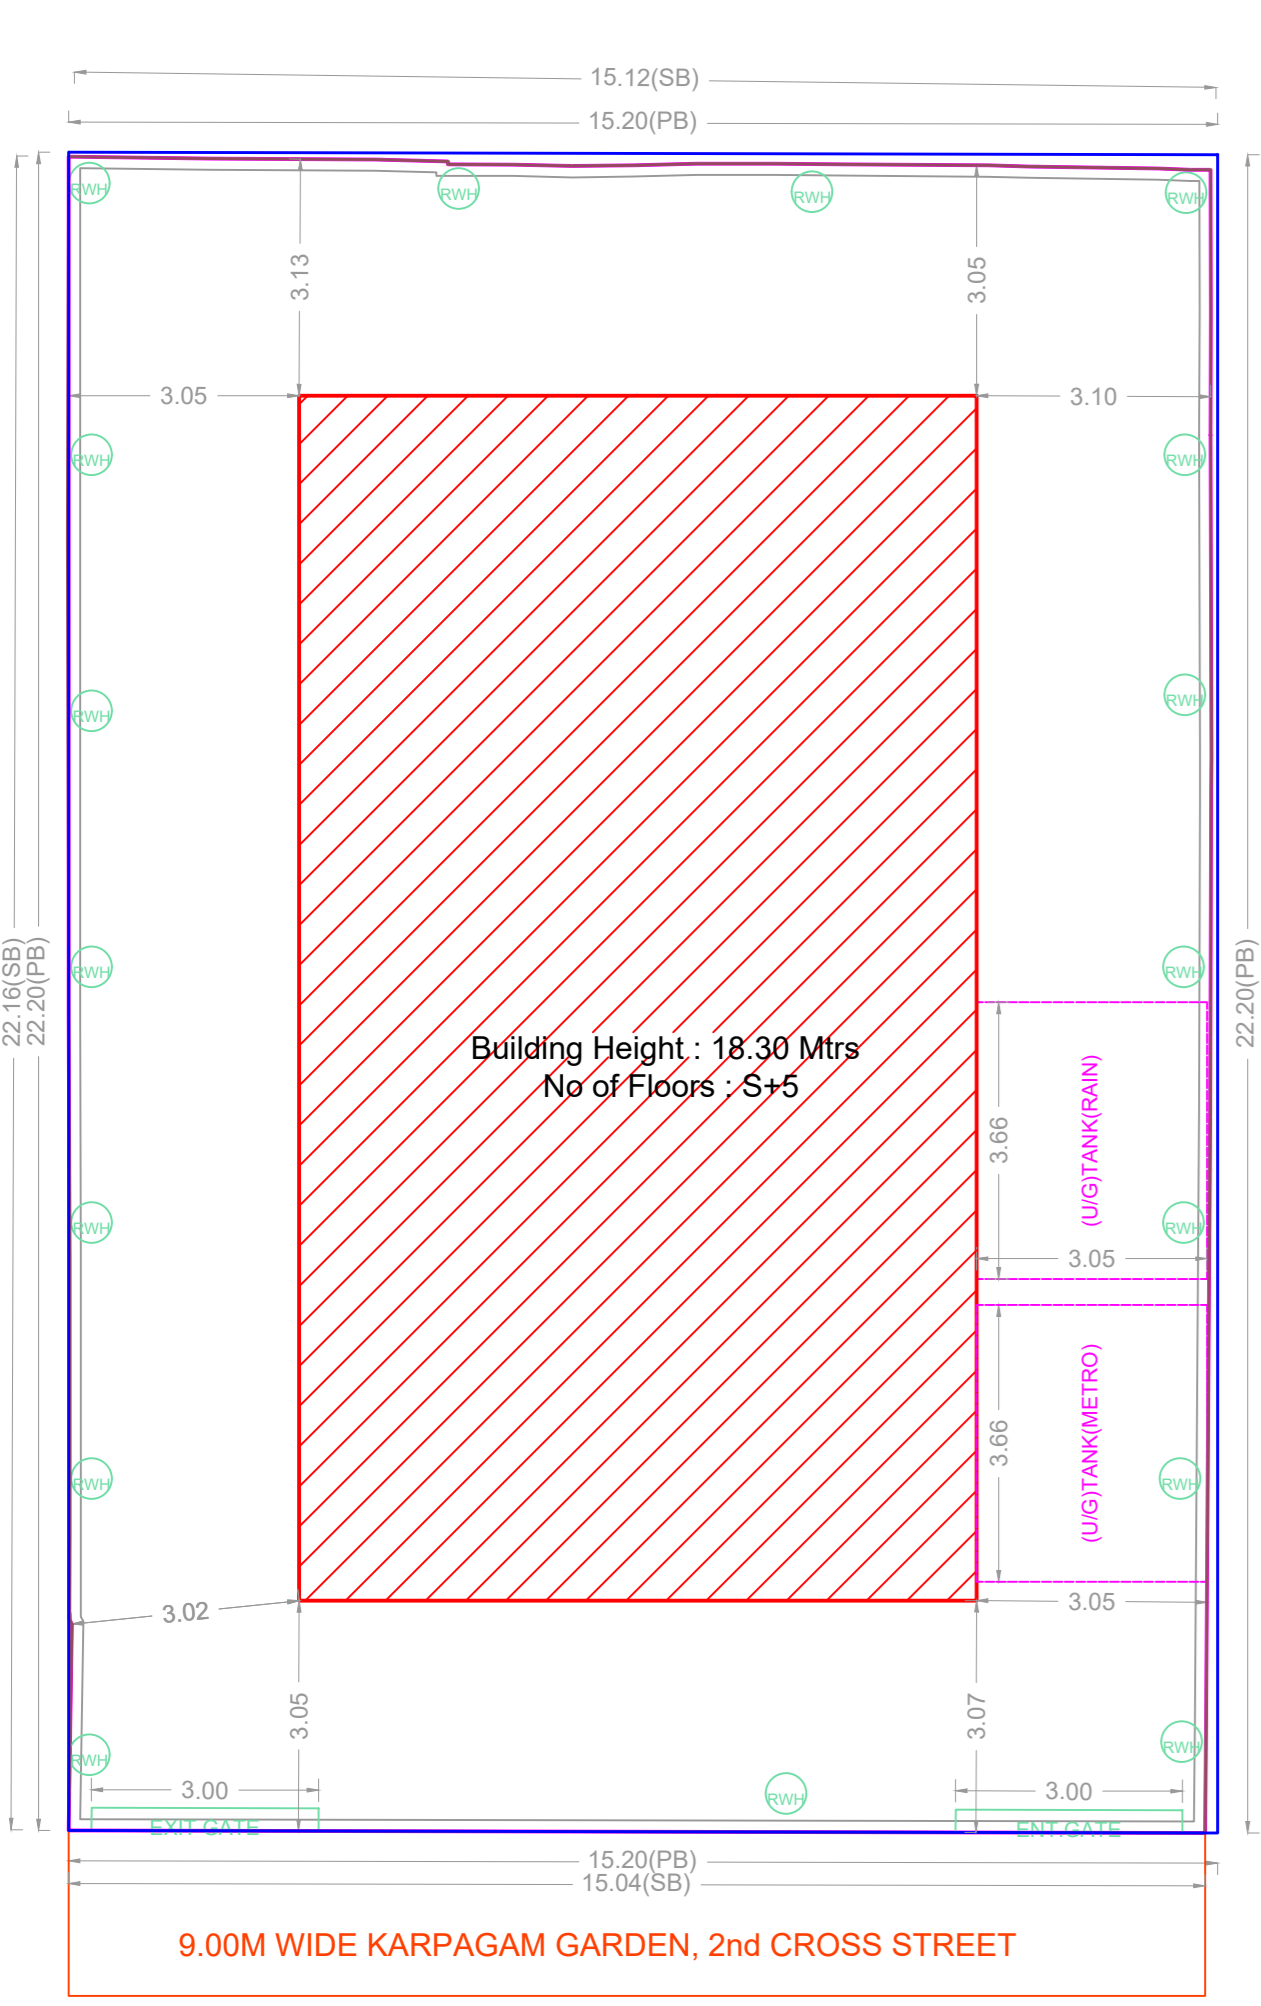 15.12(SB)
15.20(PB)
RWH
RWH
RWH
RWH
3.13
3.05
3.05
3.10
RWH
RWH
RWH
RWH
22.16(SB)
22.20(PB)
22.20(PB)
RWH
RWH
Building Height : 18.30 Mtrs
No of Floors : S+5
3.66
(U/G)TANK(RAIN)
RWH
RWH
3.05
3.66
(U/G)TANK(METRO)
RWH
RWH
3.02
3.05
3.05
3.07
RWH
RWH
3.00
RWH
3.00
EXIT GATE
ENT.GATE
15.20(PB)
15.04(SB)
9.00M WIDE KARPAGAM GARDEN, 2nd CROSS STREET